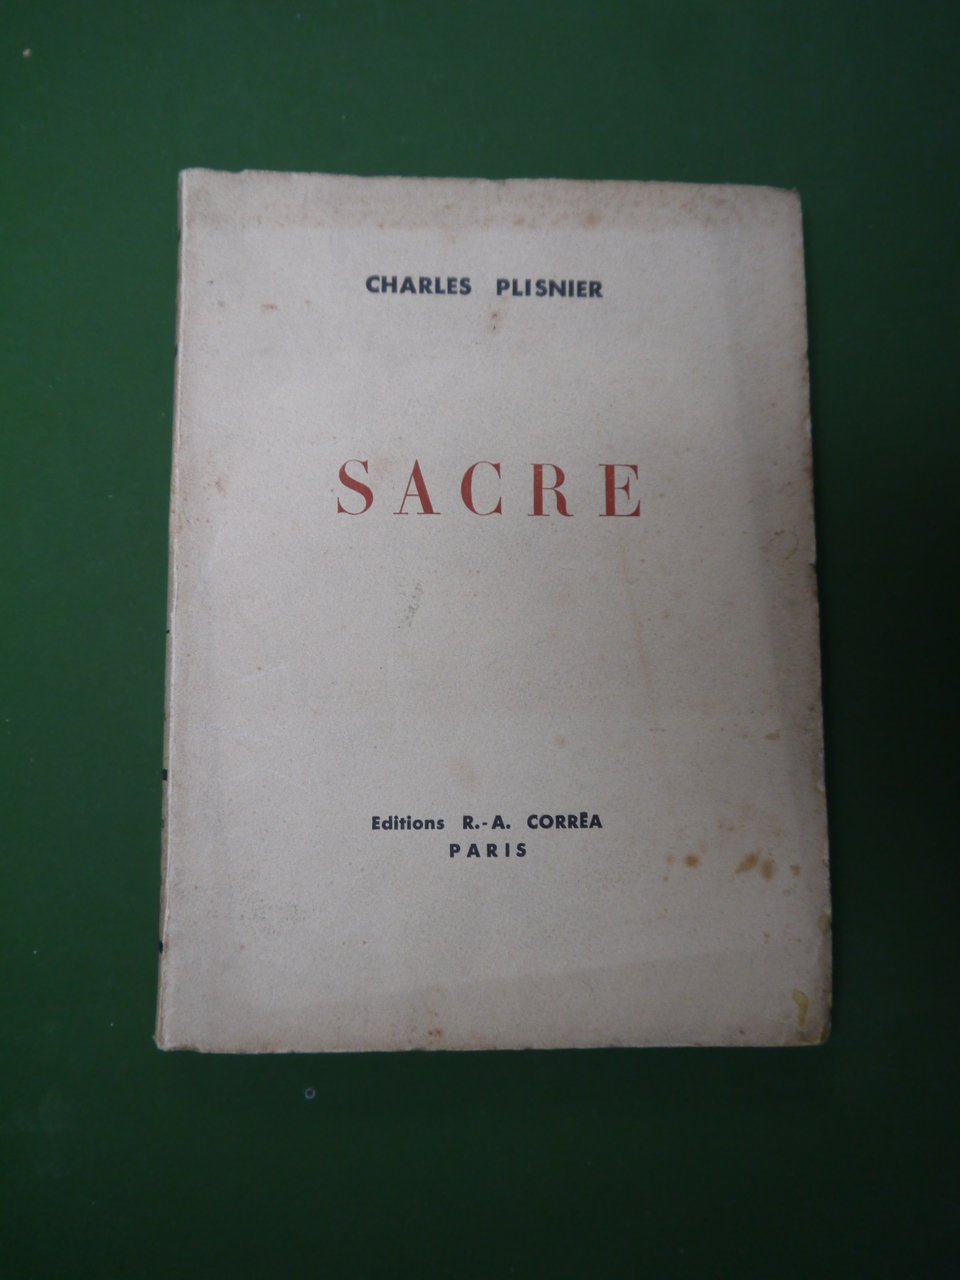 CHARLES PLISNIER
SACRE
Editions R.-A. CORRÊA
PARIS